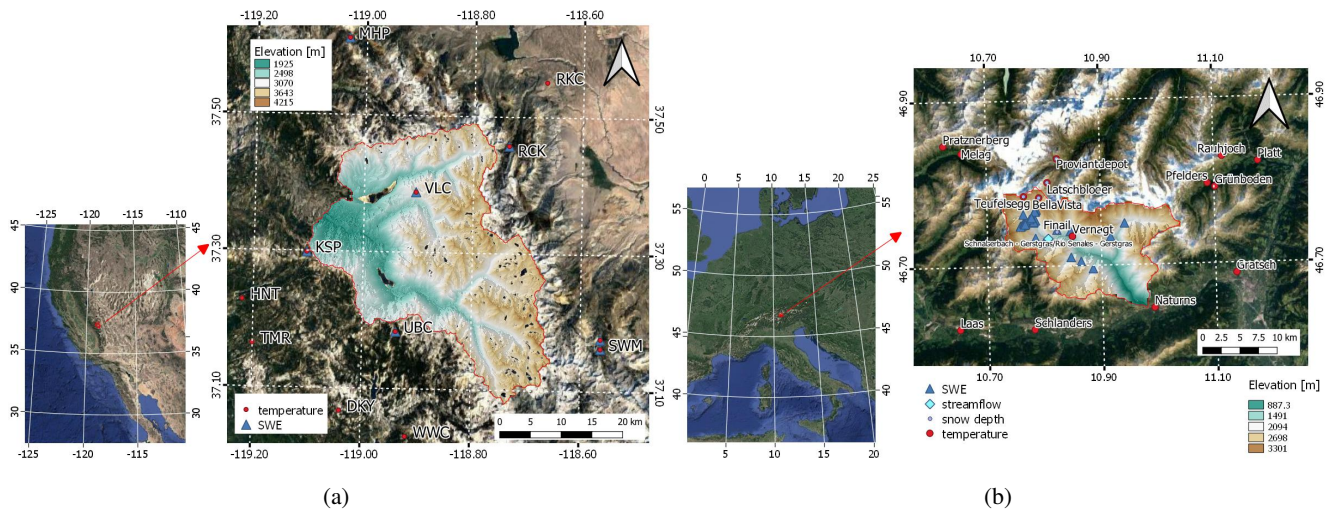 -119.20 -119.00 -118.80 -118.60
MHP
Elevation [m]
1925
2498
3070
3643
4215
RKC
37.50 37.50
RCK
VLC
KSP
37.30 37.30
HNT
TMR
UBC
SWM
37.10 37.10
DKY
WWC
temperature
SWE
0 5 10 15 20 km
-119.20 -119.00 -118.80 -118.60
-125 -120 -115 -110 -109
45 45
40 40
35 35
30 30
-125 -120 -115 -110
(a)
0 5 10 15 20 25
55 55
50 50
45 45
40 40
5 10 15 20
10.70 10.90 11.10
46.90 46.90
Pratznerberg
Melag
Proviantdepot
Rauhjoch
Platt
Pfelders
Grünboden
Latschbloder
Teufelsegg
BellaVista
Finail
Vernagt
Schnalserbach - Gerstgras/Rio Senales - Gerstgras
46.70 46.70
Gratsch
Naturns
Laas
Schlanders
0 2.5 5 7.5 10 km
10.70 10.90 11.10
SWE
streamflow
snow depth
temperature
Elevation [m]
887.3
1491
2094
2698
3301
(b)